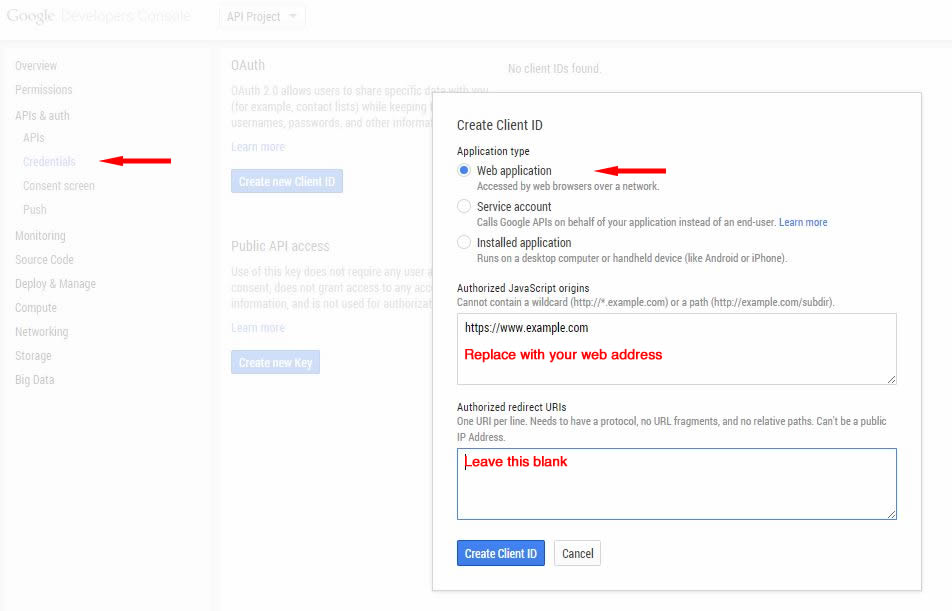 Google Developers Console
API Project
Overview
Permissions
APIs & auth
APIs
Credentials
Consent screen
Push
Monitoring
Source Code
Deploy & Manage
Compute
Networking
Storage
Big Data
OAuth
OAuth 2.0 allows users to share specific data with you
(for example, contact lists) while keeping
usernames, passwords, and other
Learn more
Create new Client ID
No client IDs found.
Public API access
Use of this key does not require any user
consent, does not grant access to any
information, and is not used for
Learn more
Create new Key
Create Client ID
Application type
Web application
Accessed by web browsers over a network.
Service account
Calls Google APIs on behalf of your application instead of an end-user. Learn more
Installed application
Runs on a desktop computer or handheld device (like Android or iPhone).
Authorized JavaScript origins
Cannot contain a wildcard (http://*.example.com) or a path (http://example.com/subdir).
https://www.example.com
Replace with your web address
Authorized redirect URIs
One URI per line. Needs to have a protocol, no URL fragments, and no relative paths. Can't be a public
IP Address.
Leave this blank
Create Client ID
Cancel